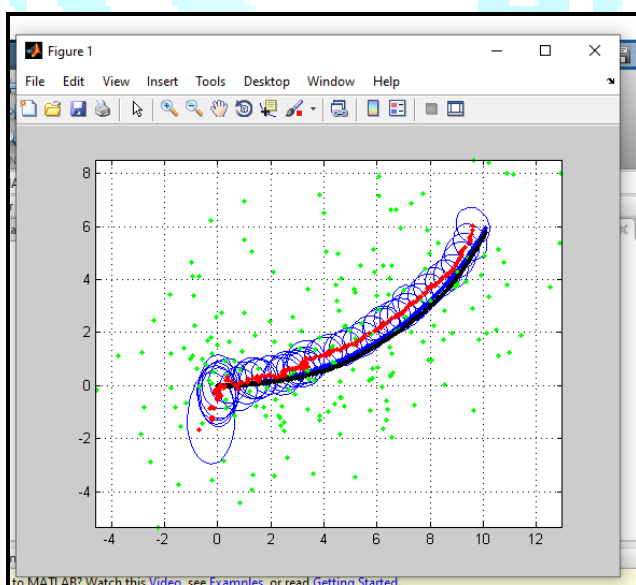 Figure 1
File Edit View Insert Tools Desktop Window Help
8
6
4
2
0
-2
-4
-4 -2 0 2 4 6 8 10 12
to MATLAB? Watch this Video, see Examples, or read Getting Started.